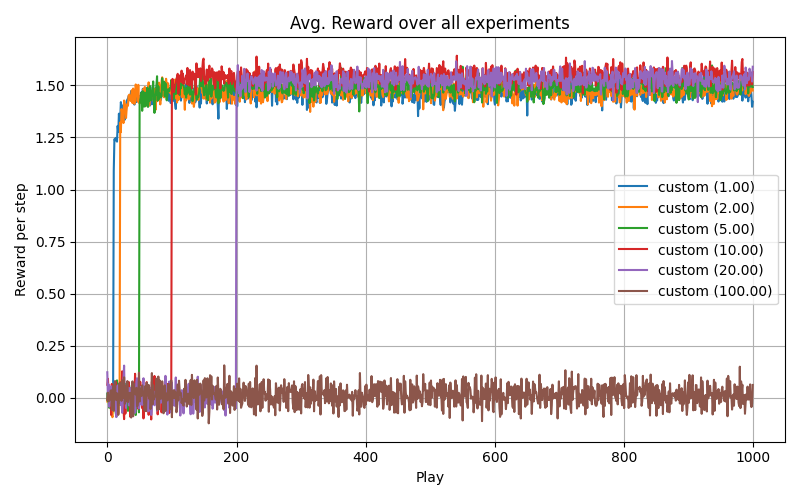 Avg. Reward over all experiments
Reward per step
1.50
1.25
1.00
0.75
0.50
0.25
0.00
custom (1.00)
custom (2.00)
custom (5.00)
custom (10.00)
custom (20.00)
custom (100.00)
0 200 400 600 800 1000
Play